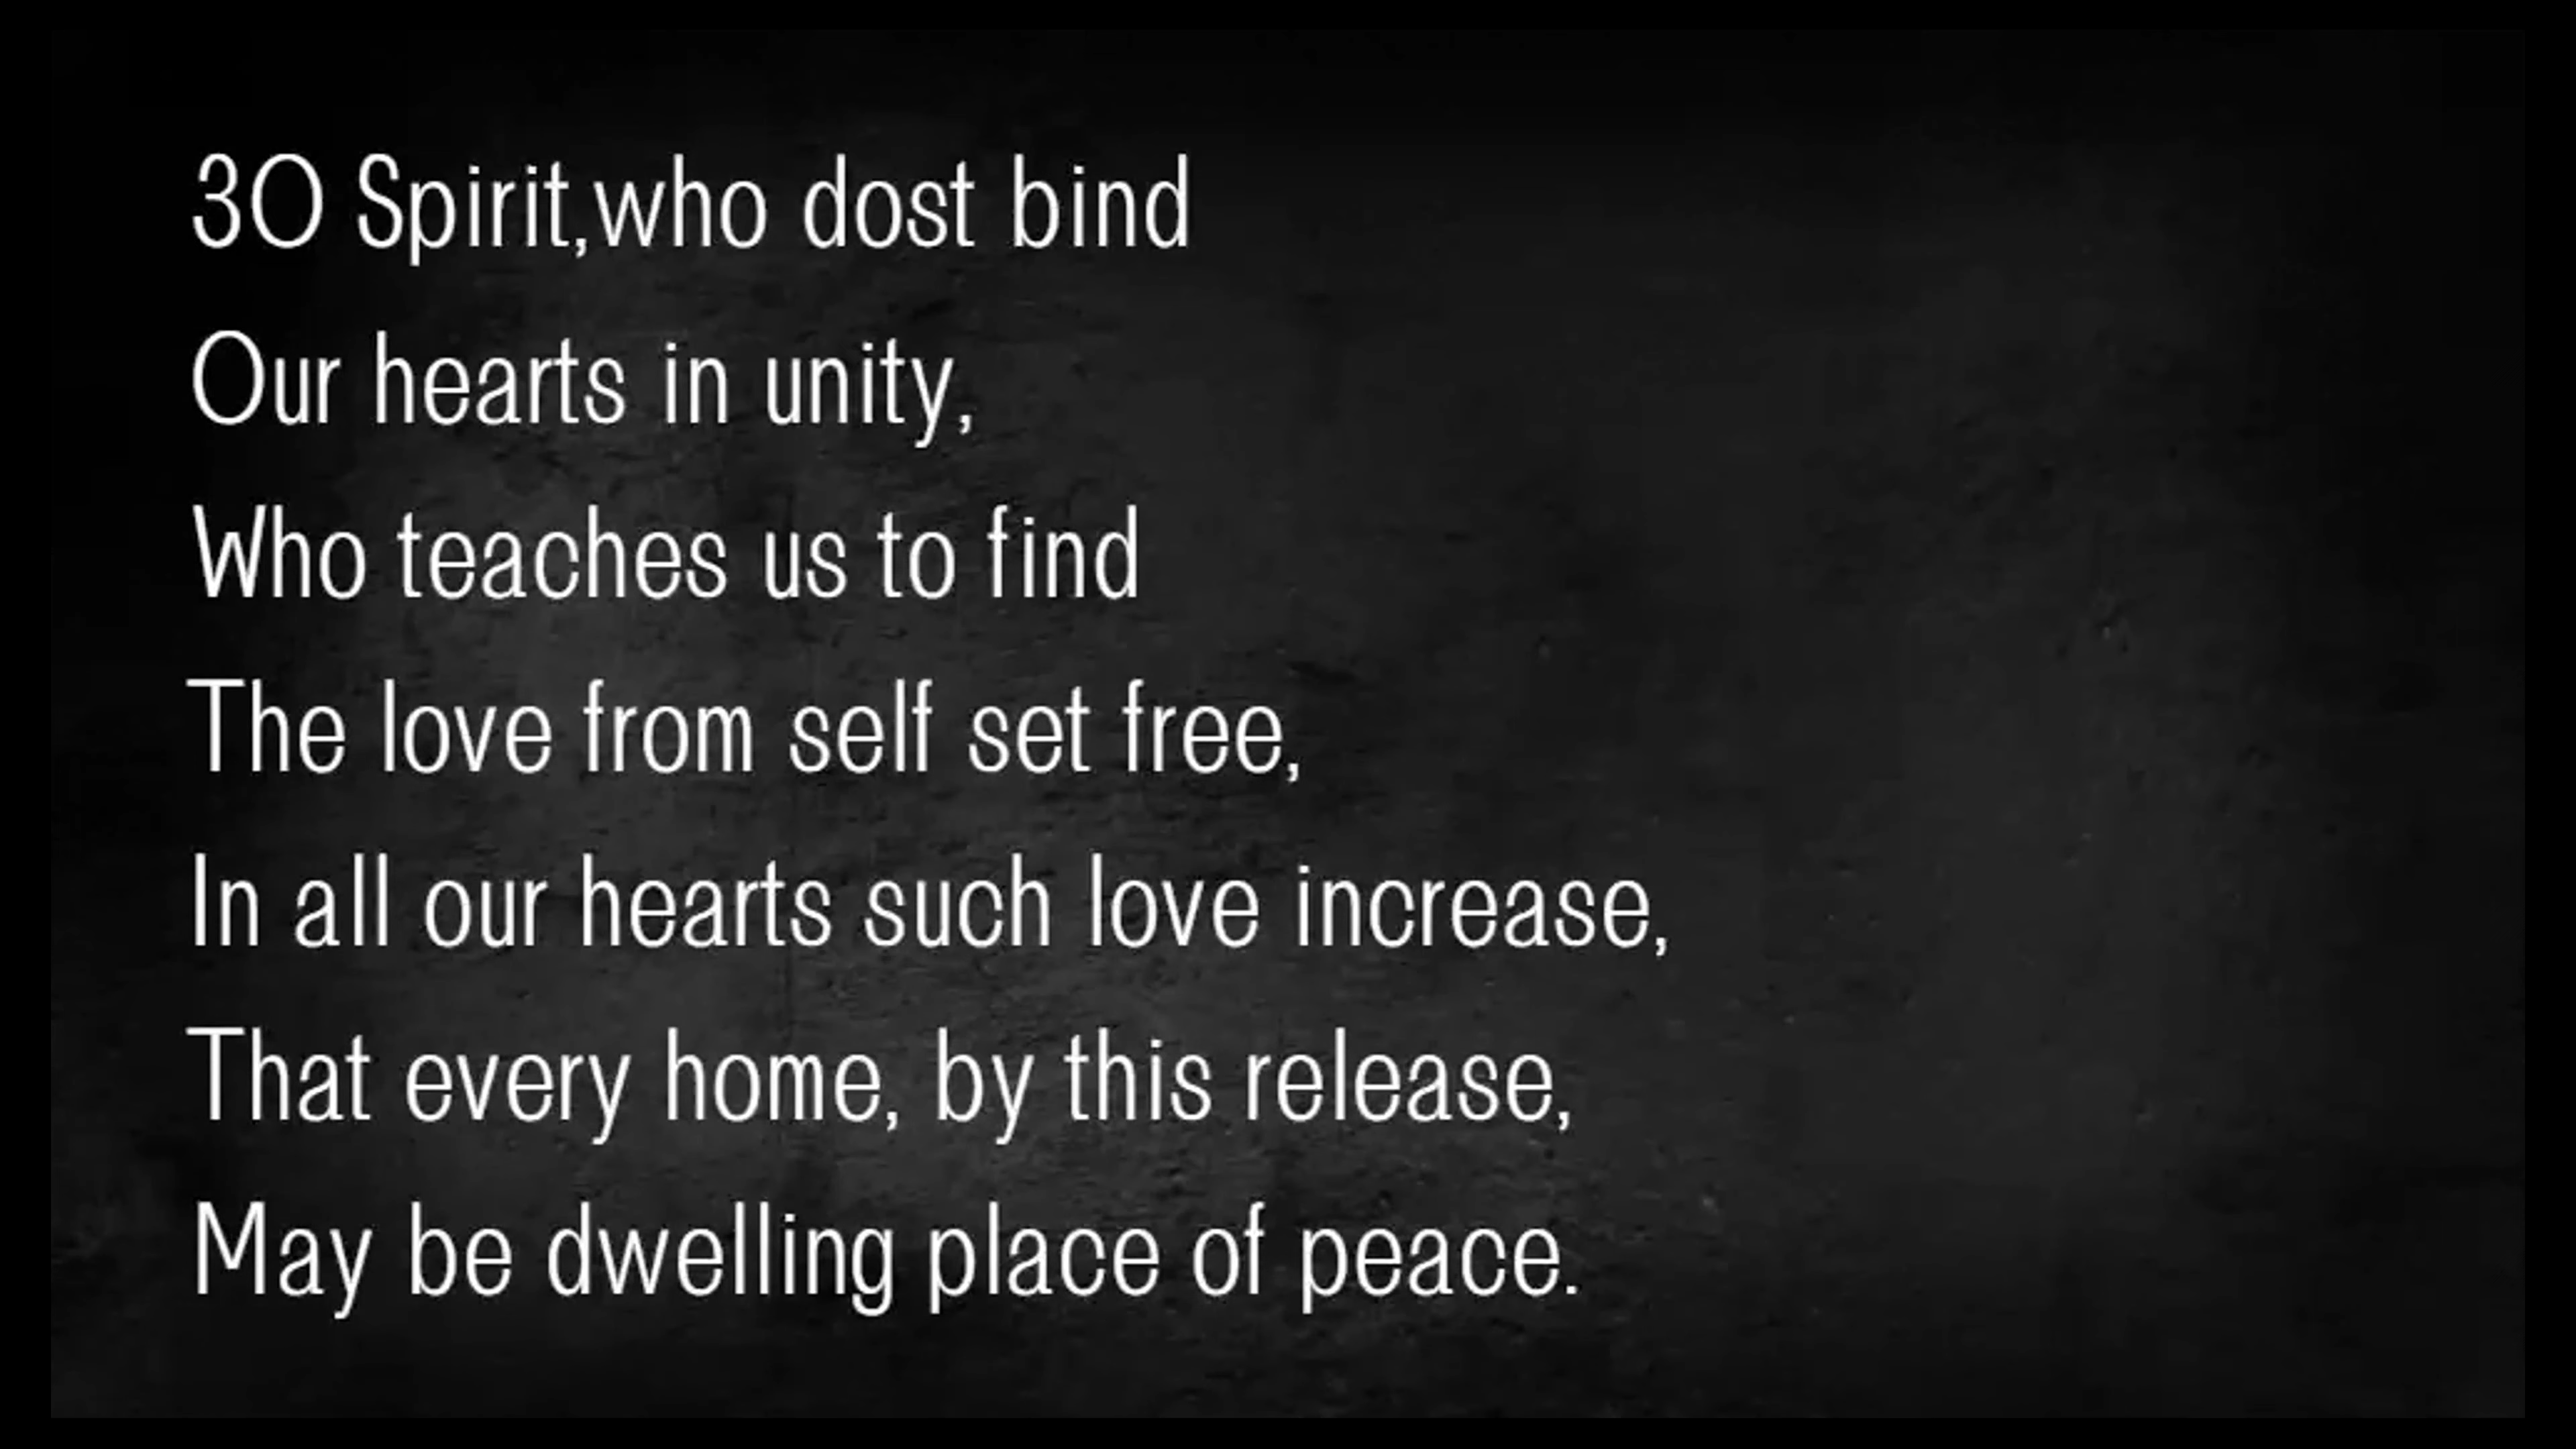 3O Spirit,who dost bind
Our hearts in unity,
Who teaches us to find
The love from self set free,
In all our hearts such love increase,
That every home, by this release,
May be dwelling place of peace.